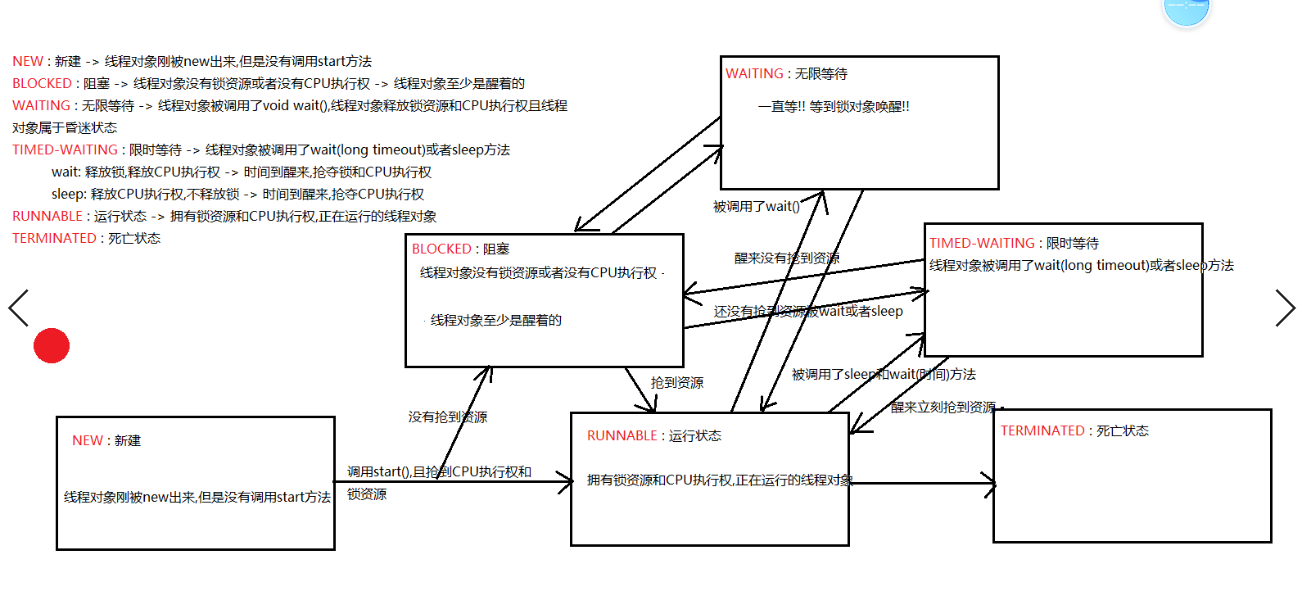 NEW : 新建 -> 线程对象刚被new出来,但是没有调用start方法
BLOCKED : 阻塞 -> 线程对象没有锁资源或者没有CPU执行权 -> 线程对象至少是醒着的
WAITING : 无限等待 -> 线程对象被调用了void wait(),线程对象释放锁资源和CPU执行权且线程
对象属于昏迷状态
TIMED-WAITING : 限时等待 -> 线程对象被调用了wait(long timeout)或者sleep方法
wait: 释放锁,释放CPU执行权 -> 时间到醒来,抢夺锁和CPU执行权
sleep: 释放CPU执行权,不释放锁 -> 时间到醒来,抢夺CPU执行权
RUNNABLE : 运行状态 -> 拥有锁资源和CPU执行权,正在运行的线程对象
TERMINATED : 死亡状态
WAITING : 无限等待
一直等!! 等到锁对象唤醒!!
被调用了wait()
BLOCKED : 阻塞
线程对象没有锁资源或者没有CPU执行权 -
线程对象至少是醒着的
醒来没有抢到资源
还没有抢到资源被wait或者sleep
TIMED-WAITING : 限时等待
线程对象被调用了wait(long timeout)或者sleep方法
抢到资源
被调用了sleep和wait(时间)方法
醒来立刻抢到资源 -
没有抢到资源
NEW : 新建
线程对象刚被new出来,但是没有调用start方法
调用start(),且抢到CPU执行权和
锁资源
RUNNABLE : 运行状态
拥有锁资源和CPU执行权,正在运行的线程对象
TERMINATED : 死亡状态